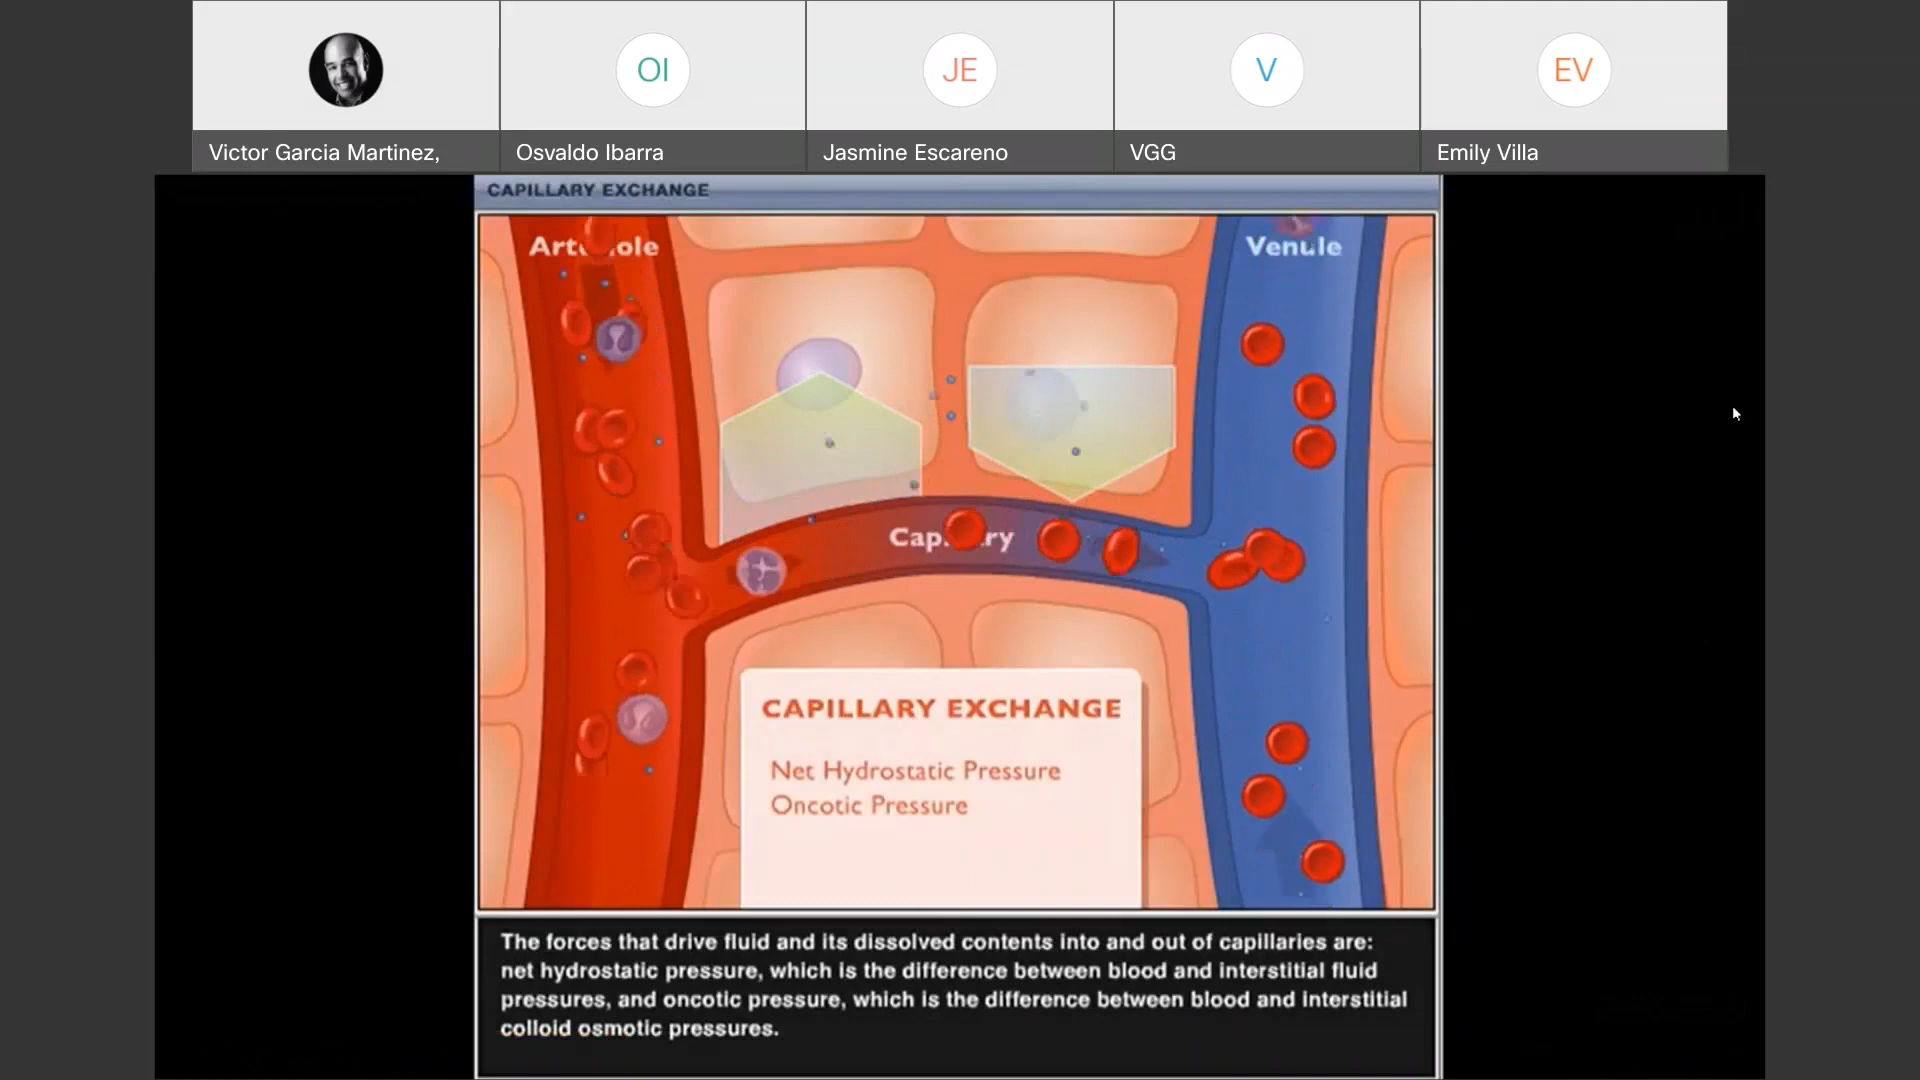 OI
JE
V
EV
Victor Garcia Martinez,
Osvaldo Ibarra
Jasmine Escareno
VGG
Emily Villa
CAPILLARY EXCHANGE
Venule
CAPILLARY EXCHANGE
Net Hydrostatic Pressure
Oncotic Pressure
The forces that drive fluid and its dissolved contents into and out of capillaries are:
net hydrostatic pressure, which is the difference between blood and interstitial fluid
pressures, and oncotic pressure, which is the difference between blood and interstitial
colloid osmotic pressures.